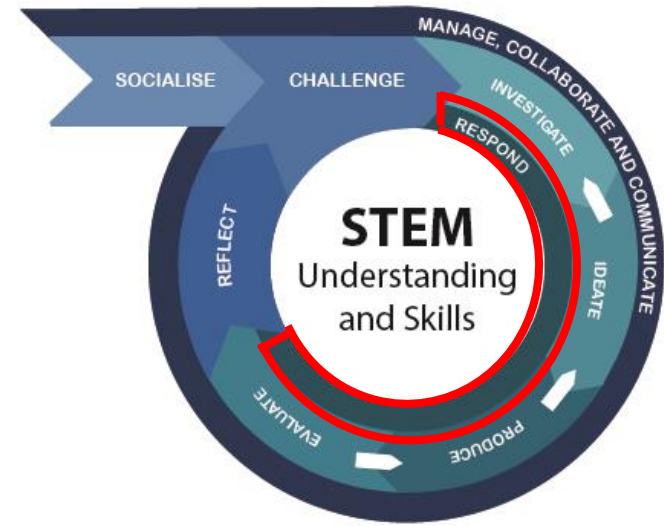 MANAGE, COLLABORATE AND COMMUNICATE
SOCIALISE
CHALLENGE
INVESTIGATE
RESPOND
IDEATE
PRODUCE
EVALUATE
REFLECT
STEM
Understanding
and Skills